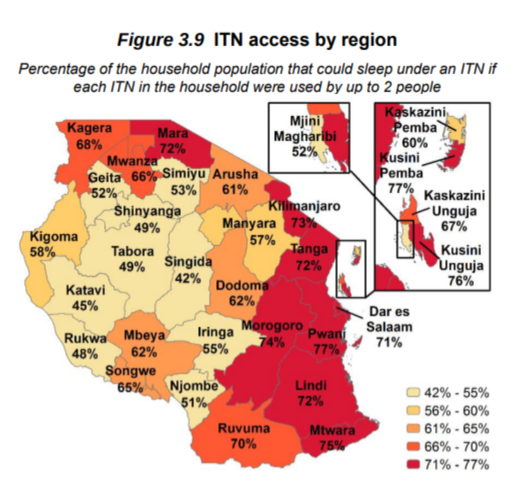 Figure 3.9 ITN access by region
Percentage of the household population that could sleep under an ITN if
each ITN in the household were used by up to 2 people
Kagera
68%
Mara
72%
Mwanza
66%
Geita
52%
Simiyu
53%
Arusha
61%
Mjini
Magharibi
52%
Kaskazini
Pemba
60%
Kusini
Pemba
77%
Kaskazini
Unguja
67%
Kusini
Unguja
76%
Shinyanga
49%
Kilimanjaro
73%
Manyara
57%
Kigoma
58%
Tabora
49%
Singida
42%
Tanga
72%
Dodoma
62%
Katavi
45%
Dar es
Salaam
71%
Rukwa
48%
Mbeya
62%
Iringa
55%
Morogoro
74%
Pwani
77%
Songwe
65%
Njombe
51%
Lindi
72%
Ruvuma
70%
Mtwara
75%
42% - 55%
56% - 60%
61% - 65%
66% - 70%
71% - 77%